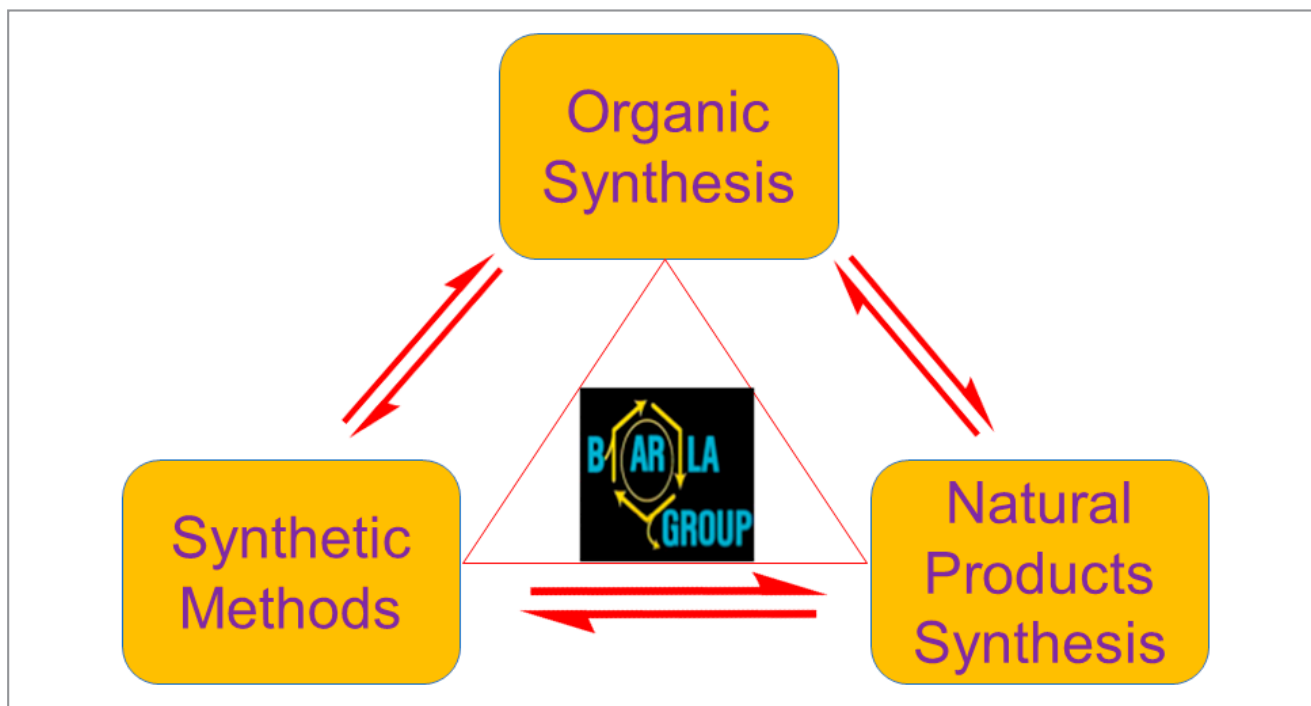 Organic
Synthesis
B AR LA
GROUP
Synthetic
Methods
Natural
Products
Synthesis